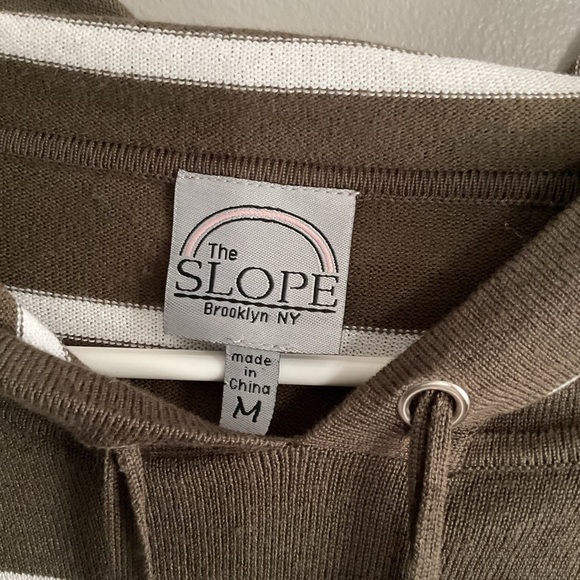 The
SLOPE
Brooklyn NY
made
in
China
M